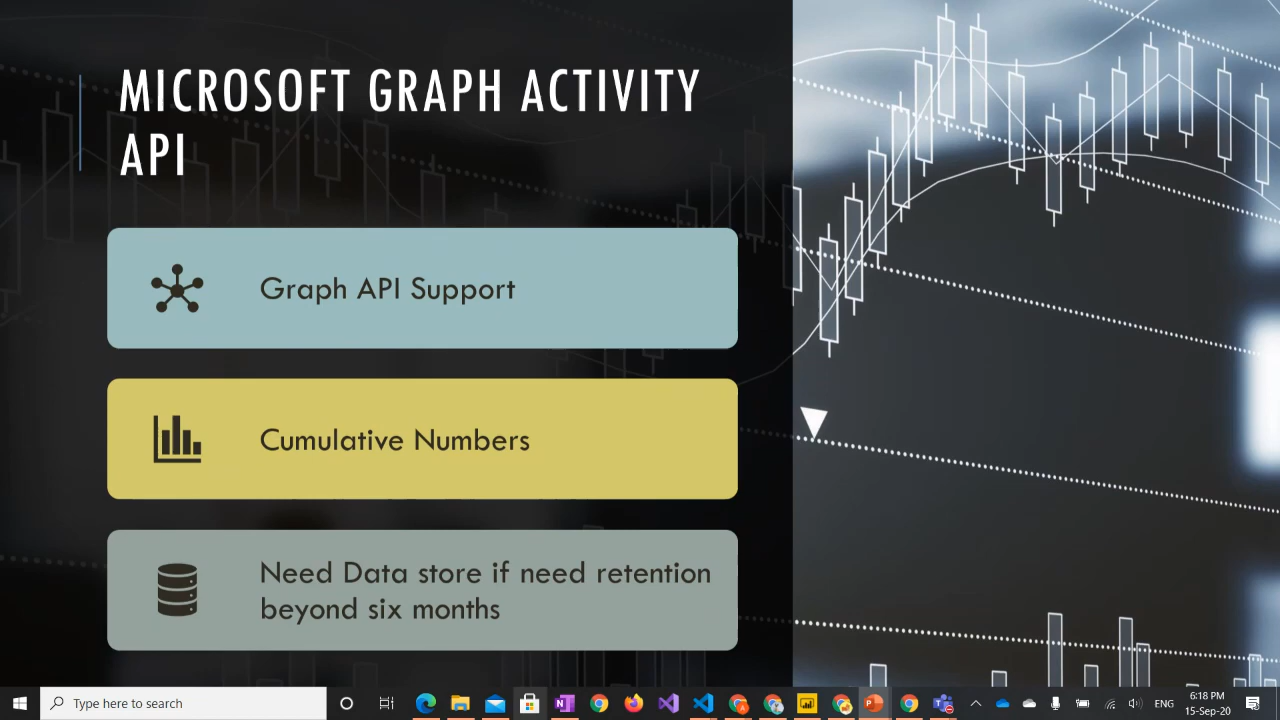 MICROSOFT GRAPH ACTIVITY
API
Graph API Support
Cumulative Numbers
Need Data store if need retention
beyond six months
Type here to search
ENG
6:18 PM
15-Sep-20